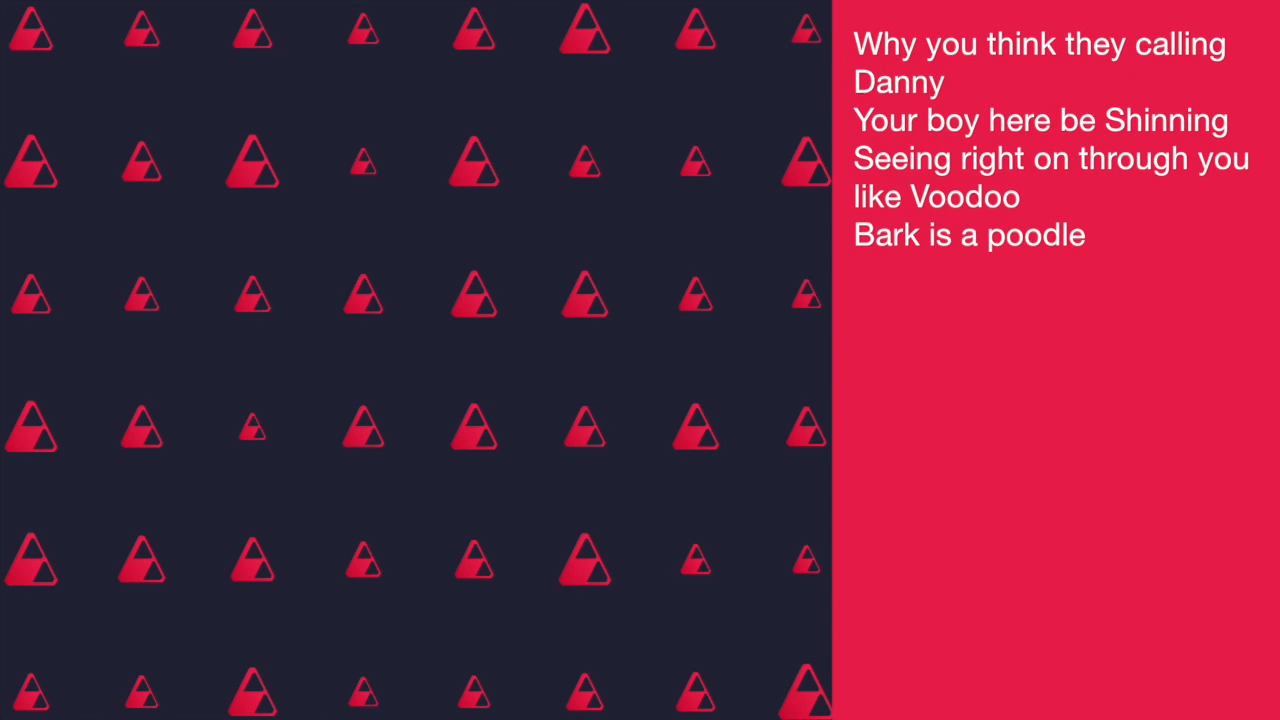 Why you think they calling
Danny
Your boy here be Shinning
Seeing right on through you
like Voodoo
Bark is a poodle